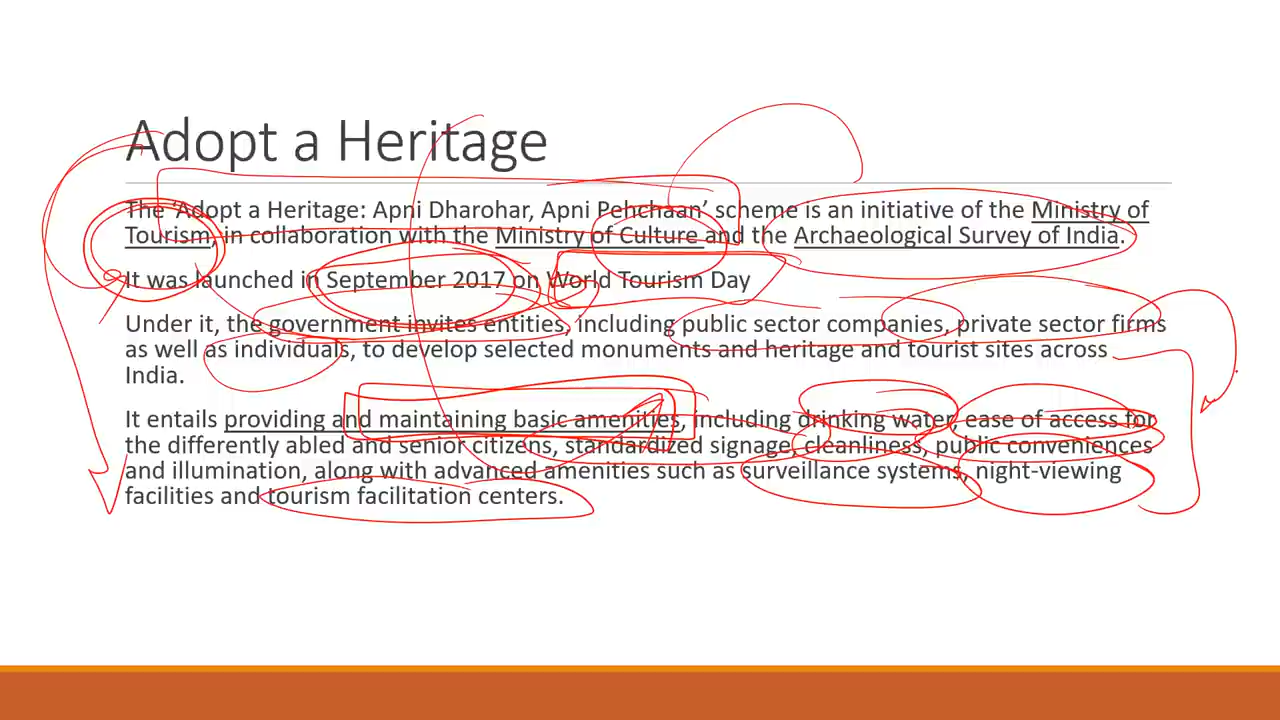 Adopt a Heritage
The ‘Adopt a Heritage: Apni Dharohar, Apni Pehchaan’ scheme is an initiative of the Ministry of
Tourism, in collaboration with the Ministry of Culture and the Archaeological Survey of India.
It was launched in September 2017 on World Tourism Day
Under it, the government invites entities, including public sector companies, private sector firms
as well as individuals, to develop selected monuments and heritage and tourist sites across
India.
It entails providing and maintaining basic amenities, including drinking water, ease of access for
the differently abled and senior citizens, standardized signage, cleanliness, public conveniences
and illumination, along with advanced amenities such as surveillance systems, night-viewing
facilities and tourism facilitation centers.